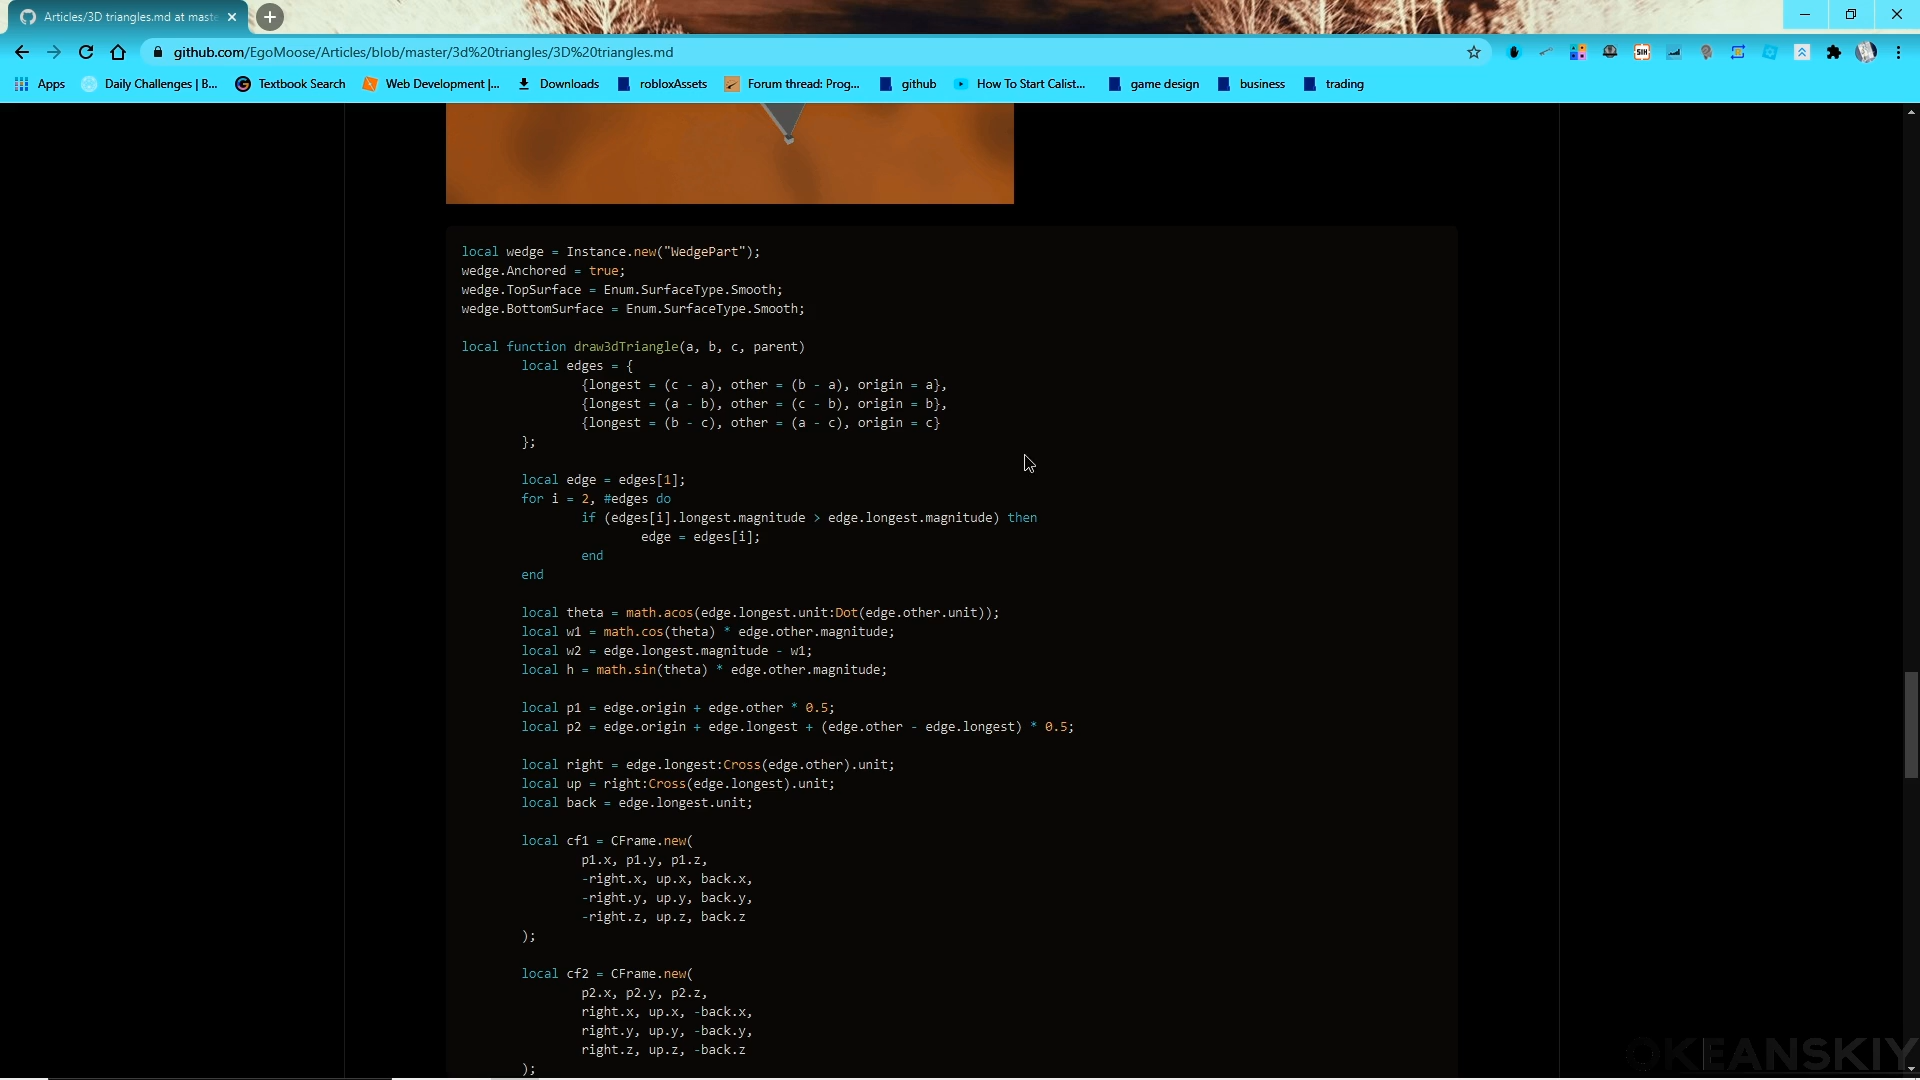 Articles/3D triangles.md at maste
github.com/EgoMoose/Articles/blob/master/3d%20triangles/3D%20triangles.md
Apps
Daily Challenges | B...
Textbook Search
Web Development |...
Downloads
robloxAssets
Forum thread: Prog...
github
How To Start Calist...
game design
business
trading
local wedge = Instance.new("WedgePart");
wedge.Anchored = true;
wedge.TopSurface = Enum.SurfaceType.Smooth;
wedge.BottomSurface = Enum.SurfaceType.Smooth;
local function draw3dTriangle(a, b, c, parent)
local edges = {
{longest = (c - a), other = (b - a), origin = a},
{longest = (a - b), other = (c - b), origin = b},
{longest = (b - c), other = (a - c), origin = c}
};
local edge = edges[1];
for i = 2, #edges do
if (edges[i].longest.magnitude > edge.longest.magnitude) then
edge = edges[i];
end
end
local theta = math.acos(edge.longest.unit:Dot(edge.other.unit));
local w1 = math.cos(theta) * edge.other.magnitude;
local w2 = edge.longest.magnitude - w1;
local h = math.sin(theta) * edge.other.magnitude;
local p1 = edge.origin + edge.other * 0.5;
local p2 = edge.origin + edge.longest + (edge.other - edge.longest) * 0.5;
local right = edge.longest:Cross(edge.other).unit;
local up = right:Cross(edge.longest).unit;
local back = edge.longest.unit;
local cf1 = CFrame.new(
p1.x, p1.y, p1.z,
-right.x, up.x, back.x,
-right.y, up.y, back.y,
-right.z, up.z, back.z
);
local cf2 = CFrame.new(
p2.x, p2.y, p2.z,
right.x, up.x, -back.x,
right.y, up.y, -back.y,
right.z, up.z, -back.z
);
OKEANSKIY